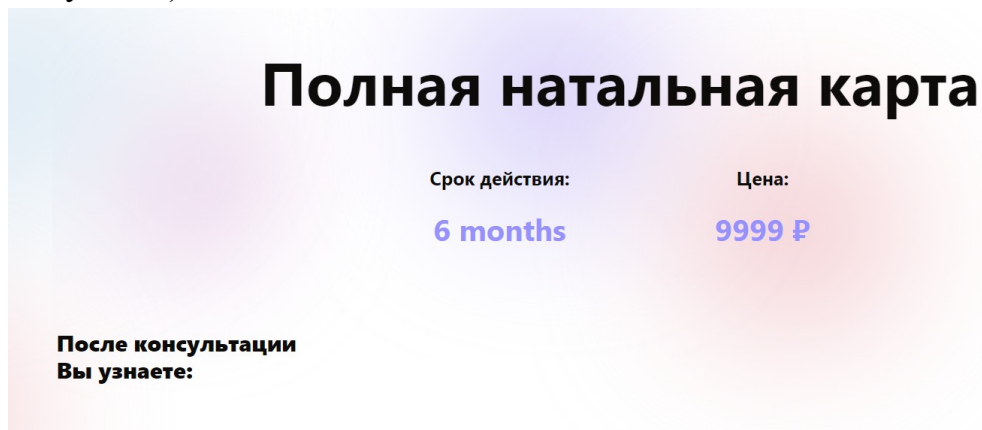 Полная натальная карта
Срок действия: Цена:
6 months 9999 ₽
После консультации
Вы узнаете: